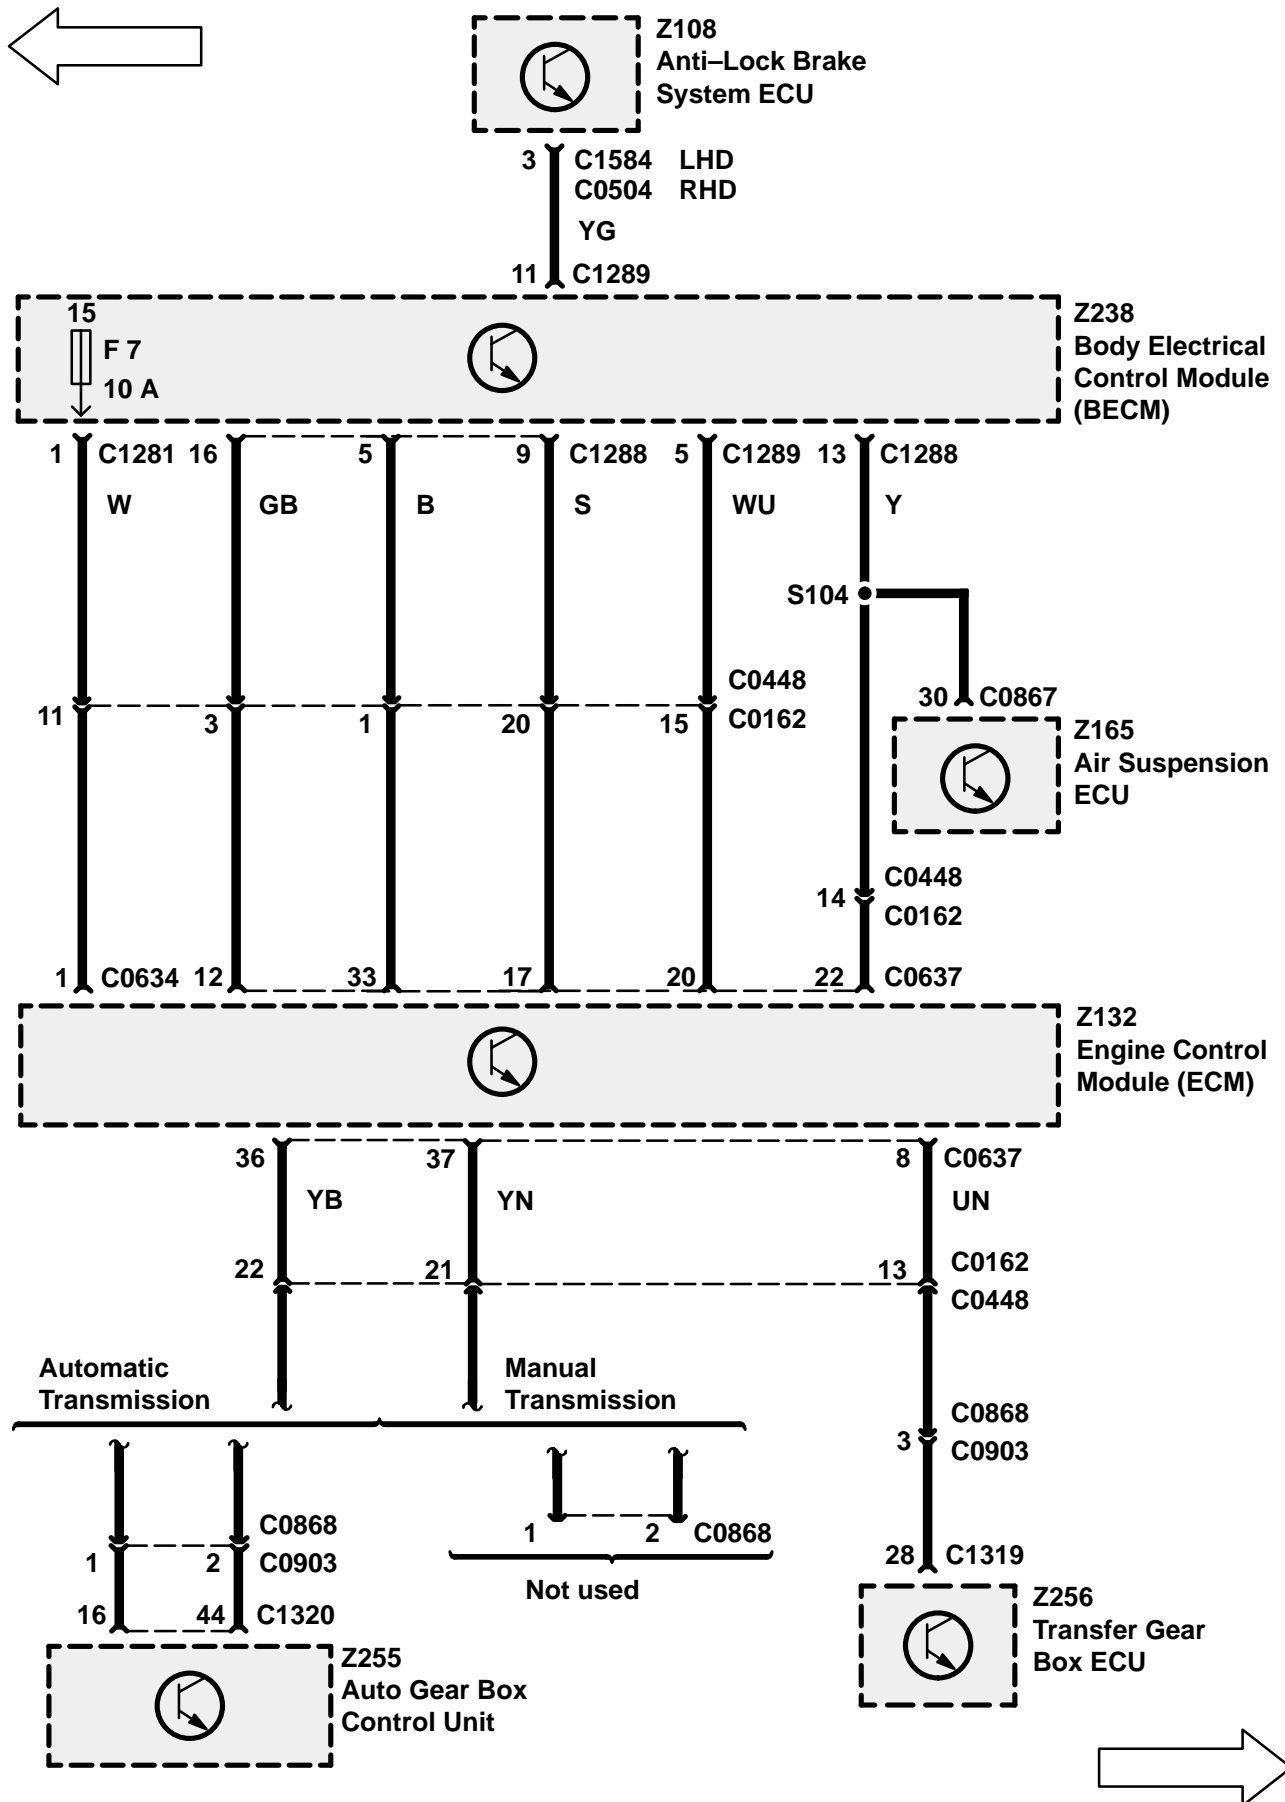 Z108
Anti–Lock Brake
System ECU
3 C1584 LHD
C0504 RHD
YG
11 C1289
15
F 7
10 A
Z238
Body Electrical
Control Module
(BECM)
1 C1281 16 5 9 C1288 5 C1289 13 C1288
W GB B S WU Y
S104
C0448
11 3 1 20 15 C0162
30 C0867
Z165
Air Suspension
ECU
C0448
14
C0162
1 C0634 12 33 17 20 22 C0637
Z132
Engine Control
Module (ECM)
36 37 8 C0637
YB YN UN
22 21 13 C0162
C0448
Automatic
Transmission
Manual
Transmission
C0868
3
C0903
C0868
1 2 C0903
1 2 C0868
Not used
16 44 C1320
28 C1319
Z255
Auto Gear Box
Control Unit
Z256
Transfer Gear
Box ECU